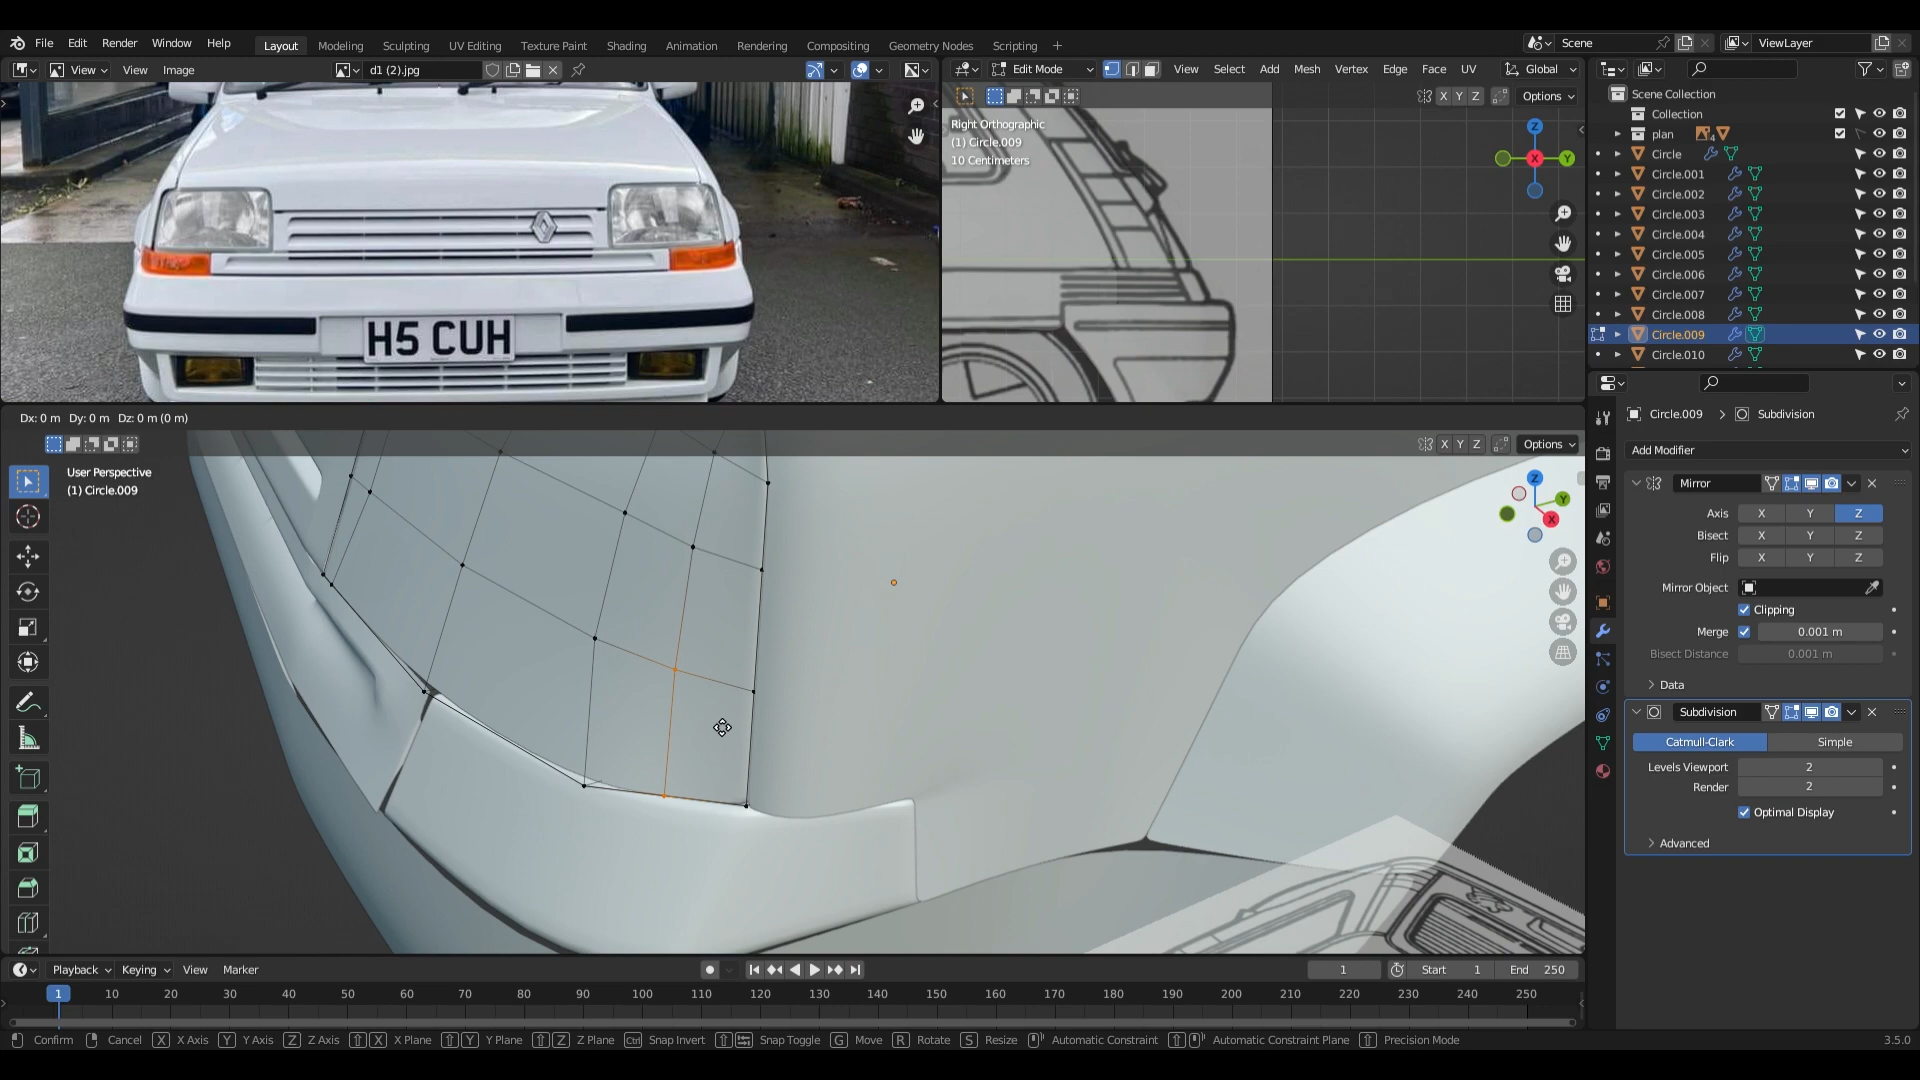 File Edit Render Window Help Layout Modeling Sculpting UV Editing Texture Paint Shading Animation Rendering Compositing Geometry Nodes Scripting + Scene ViewLayer
View View Image d1 (2).jpg
Edit Mode View Select Add Mesh Vertex Edge Face UV Global
X Y Z Options
Right Orthographic
(1) Circle.009
10 Centimeters
Z
X
Y
H5 CUH
Scene Collection
Collection
plan 4
Circle
Circle.001
Circle.002
Circle.003
Circle.004
Circle.005
Circle.006
Circle.007
Circle.008
Circle.009
Circle.010
Dx: 0 m Dy: 0 m Dz: 0 m (0 m)
X Y Z Options
User Perspective
(1) Circle.009
Z
Y
X
Circle.009 > Subdivision
Add Modifier
Mirror
Axis X Y Z
Bisect X Y Z
Flip X Y Z
Mirror Object
Clipping
Merge 0.001 m
Bisect Distance 0.001 m
Data
Subdivision
Catmull-Clark Simple
Levels Viewport 2
Render 2
Optimal Display
Advanced
Playback Keying View Marker 1 Start 1 End 250
1 10 20 30 40 50 60 70 80 90 100 110 120 130 140 150 160 170 180 190 200 210 220 230 240 250
Confirm Cancel X X Axis Y Y Axis Z Z Axis X X Plane Y Y Plane Z Z Plane Ctrl Snap Invert Snap Toggle G Move R Rotate S Resize Automatic Constraint Automatic Constraint Plane Precision Mode 3.5.0